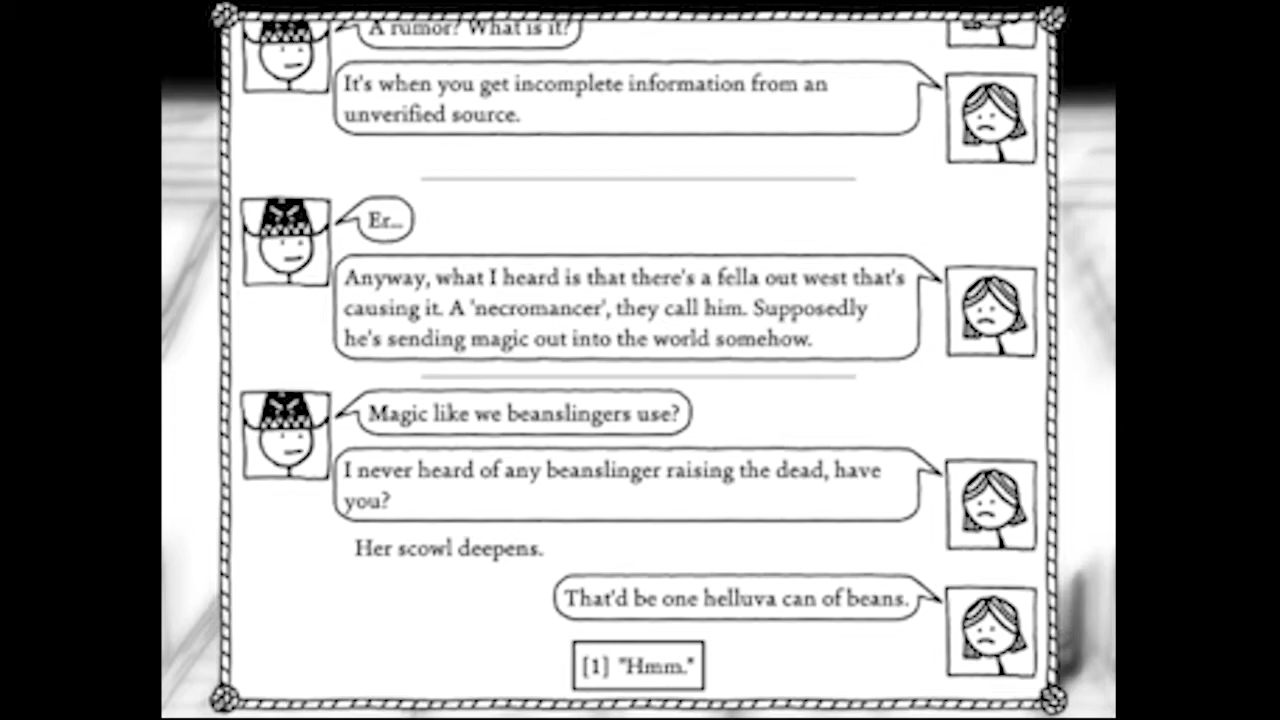 A rumor? What is it?
It's when you get incomplete information from an
unverified source.
Er...
Anyway, what I heard is that there's a fella out west that's
causing it. A 'necromancer', they call him. Supposedly
he's sending magic out into the world somehow.
Magic like we beanslingers use?
I never heard of any beanslinger raising the dead, have
you?
Her scowl deepens.
That'd be one helluva can of beans.
[1] "Hmm."